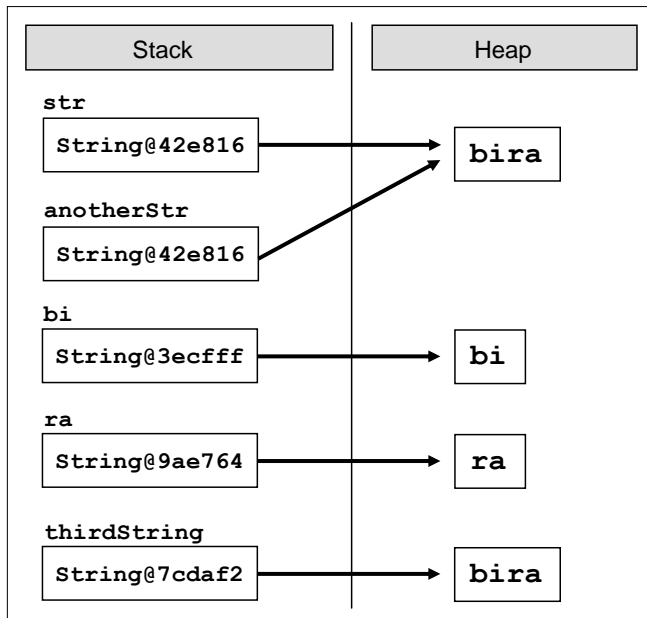 Stack Heap
str
String@42e816 bira
anotherStr
String@42e816
bi
String@3ecfff bi
ra
String@9ae764 ra
thirdString
String@7cdaf2 bira